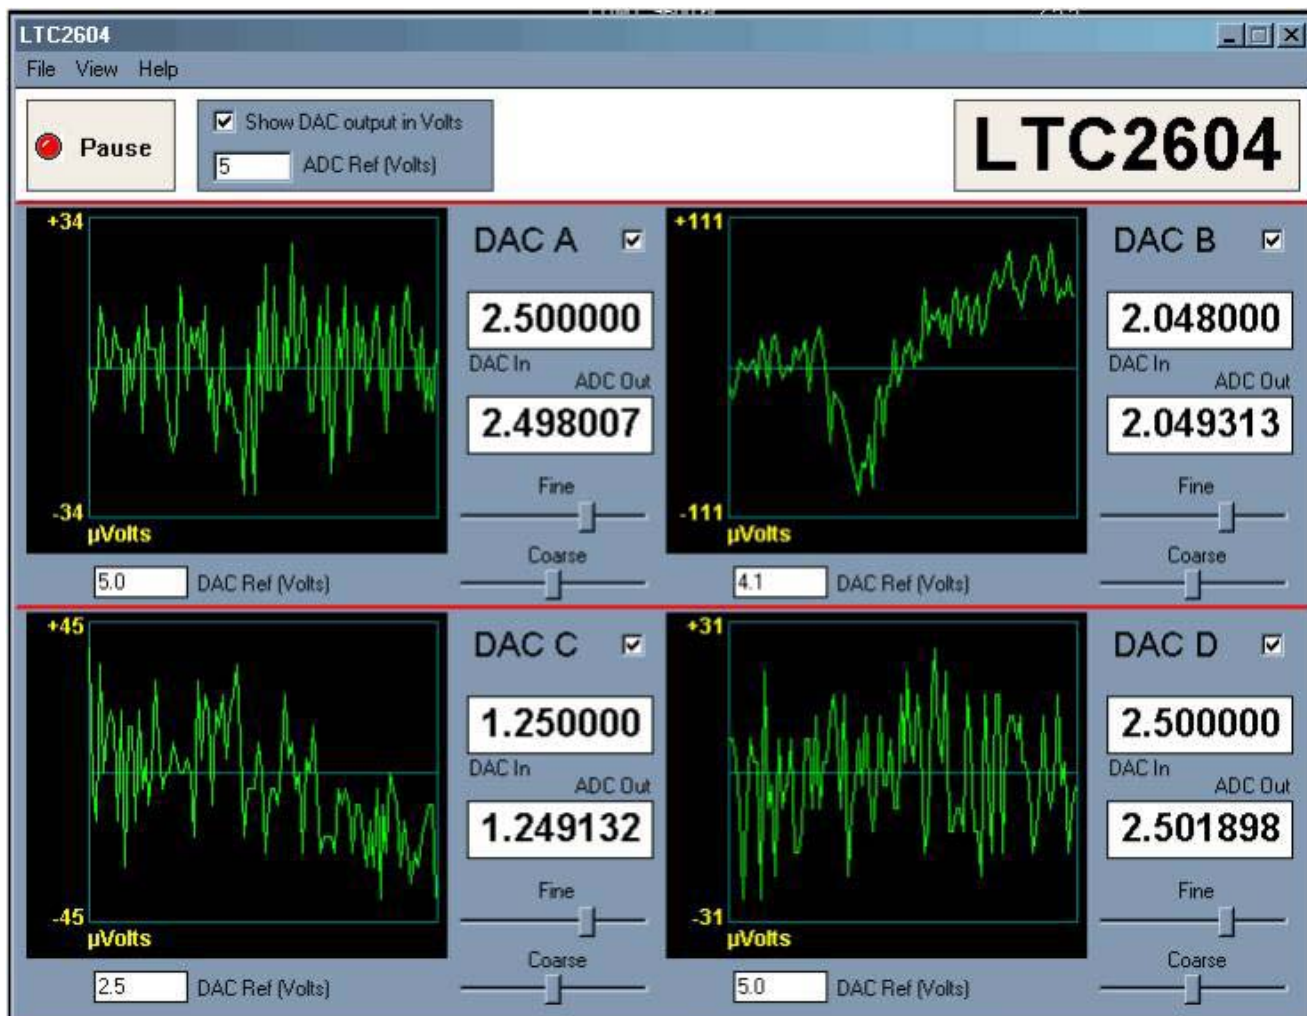 LTC2604
File View Help
Pause
Show DAC output in Volts
5 ADC Ref (Volts)
LTC2604
+34
-34
µVolts
5.0 DAC Ref (Volts)
DAC A
2.500000
DAC In
ADC Out
2.498007
Fine
Coarse
+111
-111
µVolts
4.1 DAC Ref (Volts)
DAC B
2.048000
DAC In
ADC Out
2.049313
Fine
Coarse
+45
-45
µVolts
2.5 DAC Ref (Volts)
DAC C
1.250000
DAC In
ADC Out
1.249132
Fine
Coarse
+31
-31
µVolts
5.0 DAC Ref (Volts)
DAC D
2.500000
DAC In
ADC Out
2.501898
Fine
Coarse